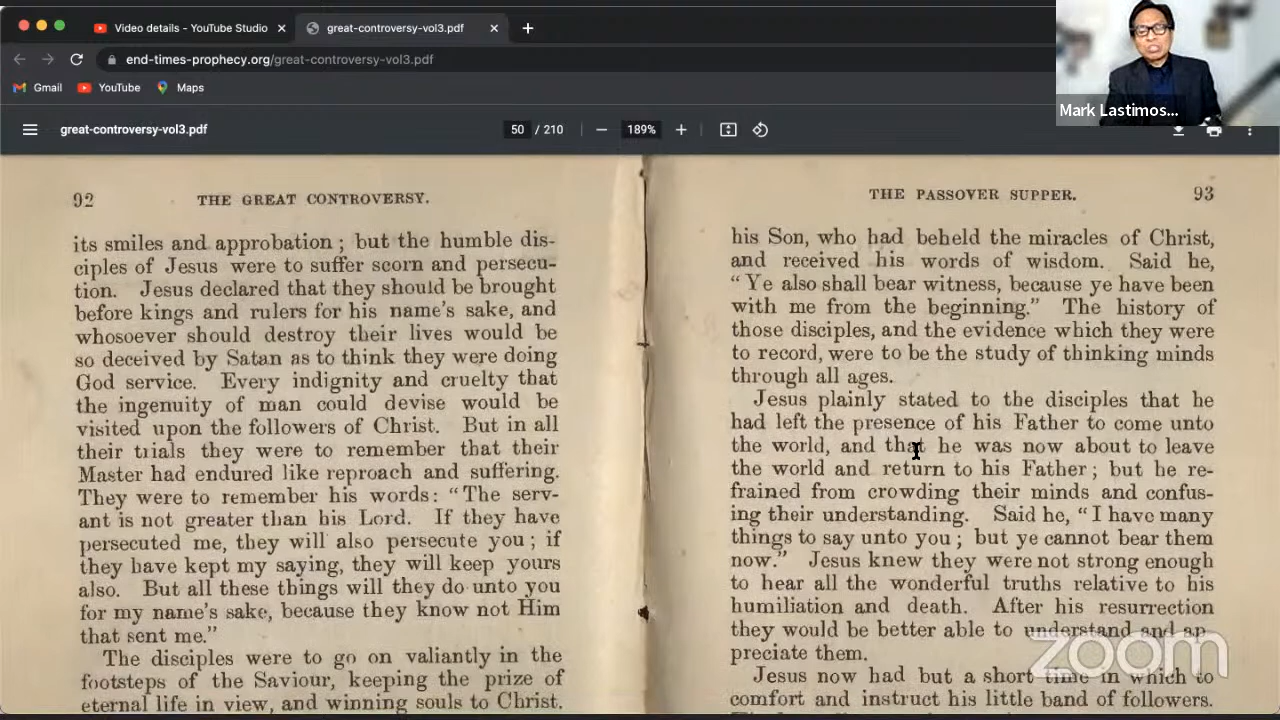 Video details - YouTube Studio
great-controversy-vol3.pdf
end-times-prophecy.org/great-controversy-vol3.pdf
Gmail
YouTube
Maps
Mark Lastimos...
great-controversy-vol3.pdf
50 / 210
189%
92
THE GREAT CONTROVERSY.
its smiles and approbation ; but the humble dis-
ciples of Jesus were to suffer scorn and persecu-
tion. Jesus declared that they should be brought
before kings and rulers for his name's sake, and
whosoever should destroy their lives would be
so deceived by Satan as to think they were doing
God service. Every indignity and cruelty that
the ingenuity of man could devise would be
visited upon the followers of Christ. But in all
their trials they were to remember that their
Master had endured like reproach and suffering.
They were to remember his words: “The serv-
ant is not greater than his Lord. If they have
persecuted me, they will also persecute you ; if
they have kept my saying, they will keep yours
also. But all these things will they do unto you
for my name's sake, because they know not Him
that sent me.”
The disciples were to go on valiantly in the
footsteps of the Saviour, keeping the prize of
eternal life in view, and winning souls to Christ.
THE PASSOVER SUPPER.
93
his Son, who had beheld the miracles of Christ,
and received his words of wisdom. Said he,
“Ye also shall bear witness, because ye have been
with me from the beginning.” The history of
those disciples, and the evidence which they were
to record, were to be the study of thinking minds
through all ages.
Jesus plainly stated to the disciples that he
had left the presence of his Father to come unto
the world, and that he was now about to leave
the world and return to his Father ; but he re-
frained from crowding their minds and confus-
ing their understanding. Said he, “I have many
things to say unto you ; but ye cannot bear them
now.” Jesus knew they were not strong enough
to hear all the wonderful truths relative to his
humiliation and death. After his resurrection
they would be better able to understand and ap
preciate them.
Jesus now had but a short time in which to
comfort and instruct his little band of followers.
zoom